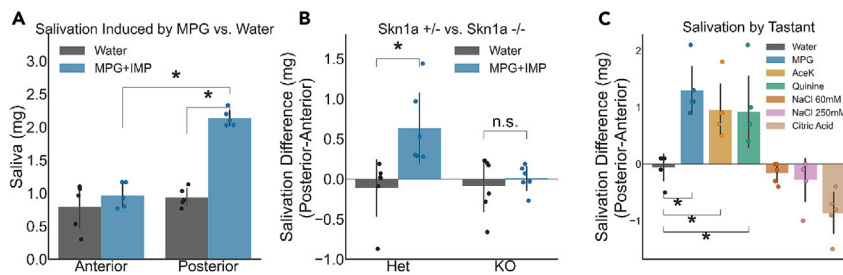 A
Salivation Induced by MPG vs. Water
Water
MPG+IMP
*
*
Saliva (mg)
3.0
2.5
2.0
1.5
1.0
0.5
0.0
Anterior
Posterior
B
Skn1a +/- vs. Skn1a -/-
Water
MPG+IMP
*
n.s.
Salivation Difference (mg)
(Posterior-Anterior)
1.5
1.0
0.5
0.0
−0.5
−1.0
Het
KO
C
Salivation by Tastant
Water
MPG
AceK
Quinine
NaCl 60mM
NaCl 250mM
Citric Acid
Salivation Difference (mg)
(Posterior-Anterior)
2
1
0
−1
*
*
*